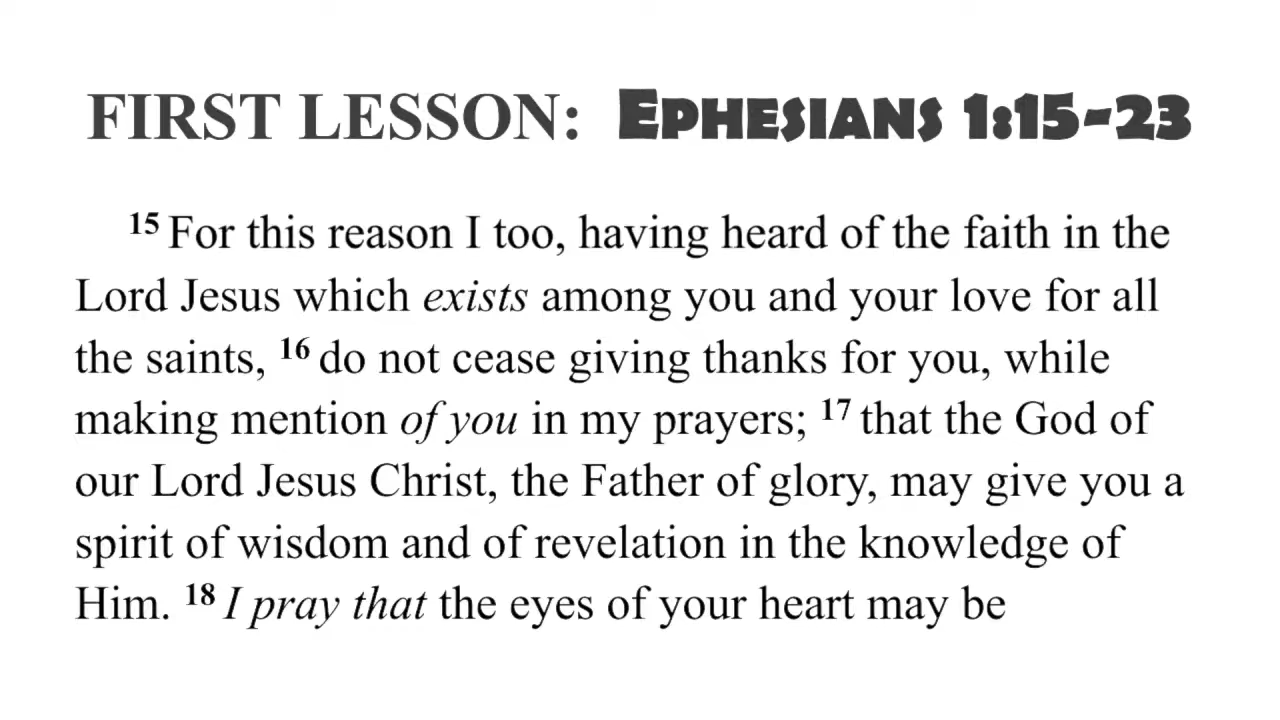 FIRST LESSON: EPHESIANS 1:15-23
15 For this reason I too, having heard of the faith in the
Lord Jesus which exists among you and your love for all
the saints, 16 do not cease giving thanks for you, while
making mention of you in my prayers; 17 that the God of
our Lord Jesus Christ, the Father of glory, may give you a
spirit of wisdom and of revelation in the knowledge of
Him. 18 I pray that the eyes of your heart may be